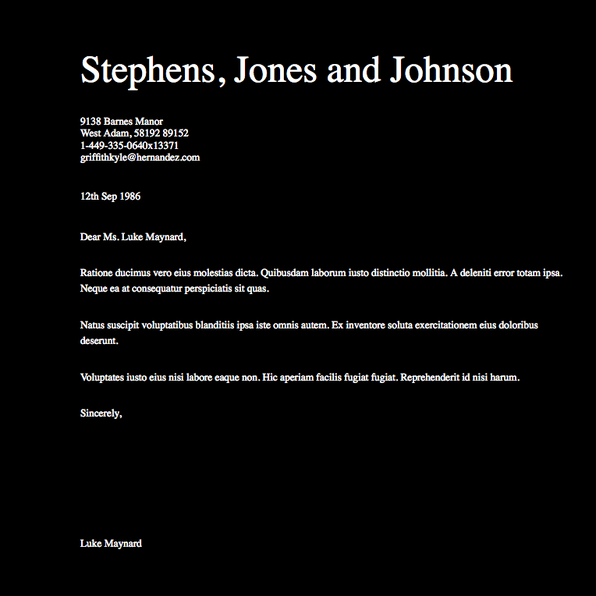 Stephens, Jones and Johnson
9138 Barnes Manor
West Adam, 58192 89152
1-449-335-0640x13371
griffithkyle@hernandez.com
12th Sep 1986
Dear Ms. Luke Maynard,
Ratione ducimus vero eius molestias dicta. Quibusdam laborum iusto distinctio mollitia. A deleniti error totam ipsa.
Neque ea at consequatur perspiciatis sit quas.
Natus suscipit voluptatibus blanditiis ipsa iste omnis autem. Ex inventore soluta exercitationem eius doloribus
deserunt.
Voluptates iusto eius nisi labore eaque non. Hic aperiam facilis fugiat fugiat. Reprehenderit id nisi harum.
Sincerely,
Luke Maynard